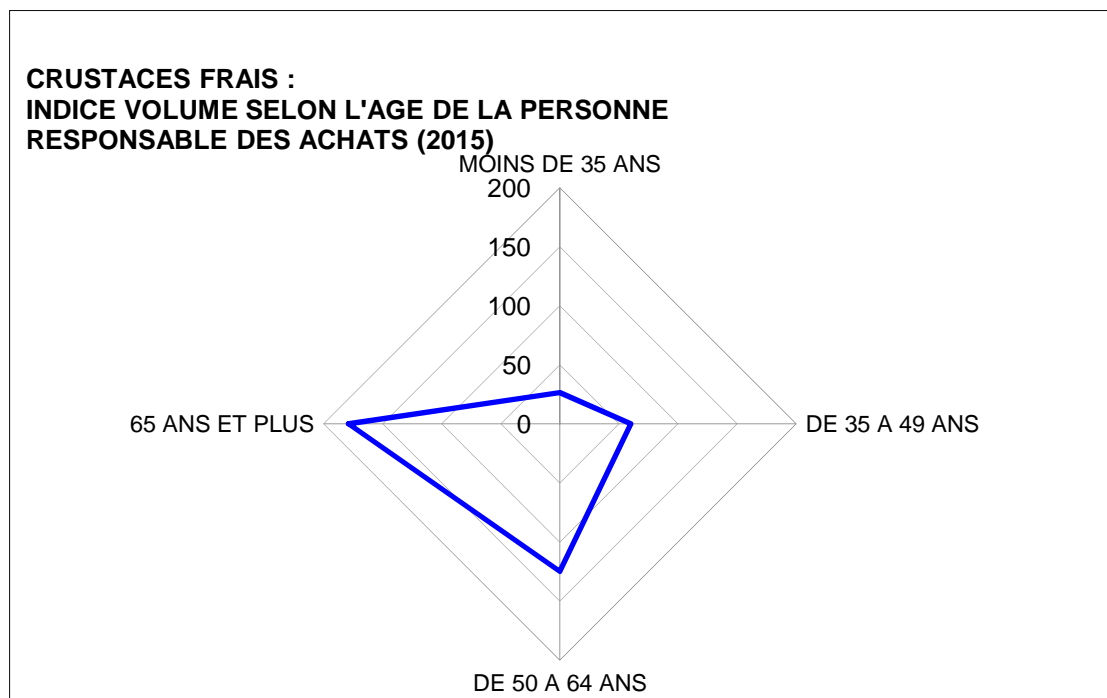 CRUSTACES FRAIS :
INDICE VOLUME SELON L'AGE DE LA PERSONNE
RESPONSABLE DES ACHATS (2015)
MOINS DE 35 ANS
200
150
100
50
65 ANS ET PLUS
0
DE 35 A 49 ANS
DE 50 A 64 ANS